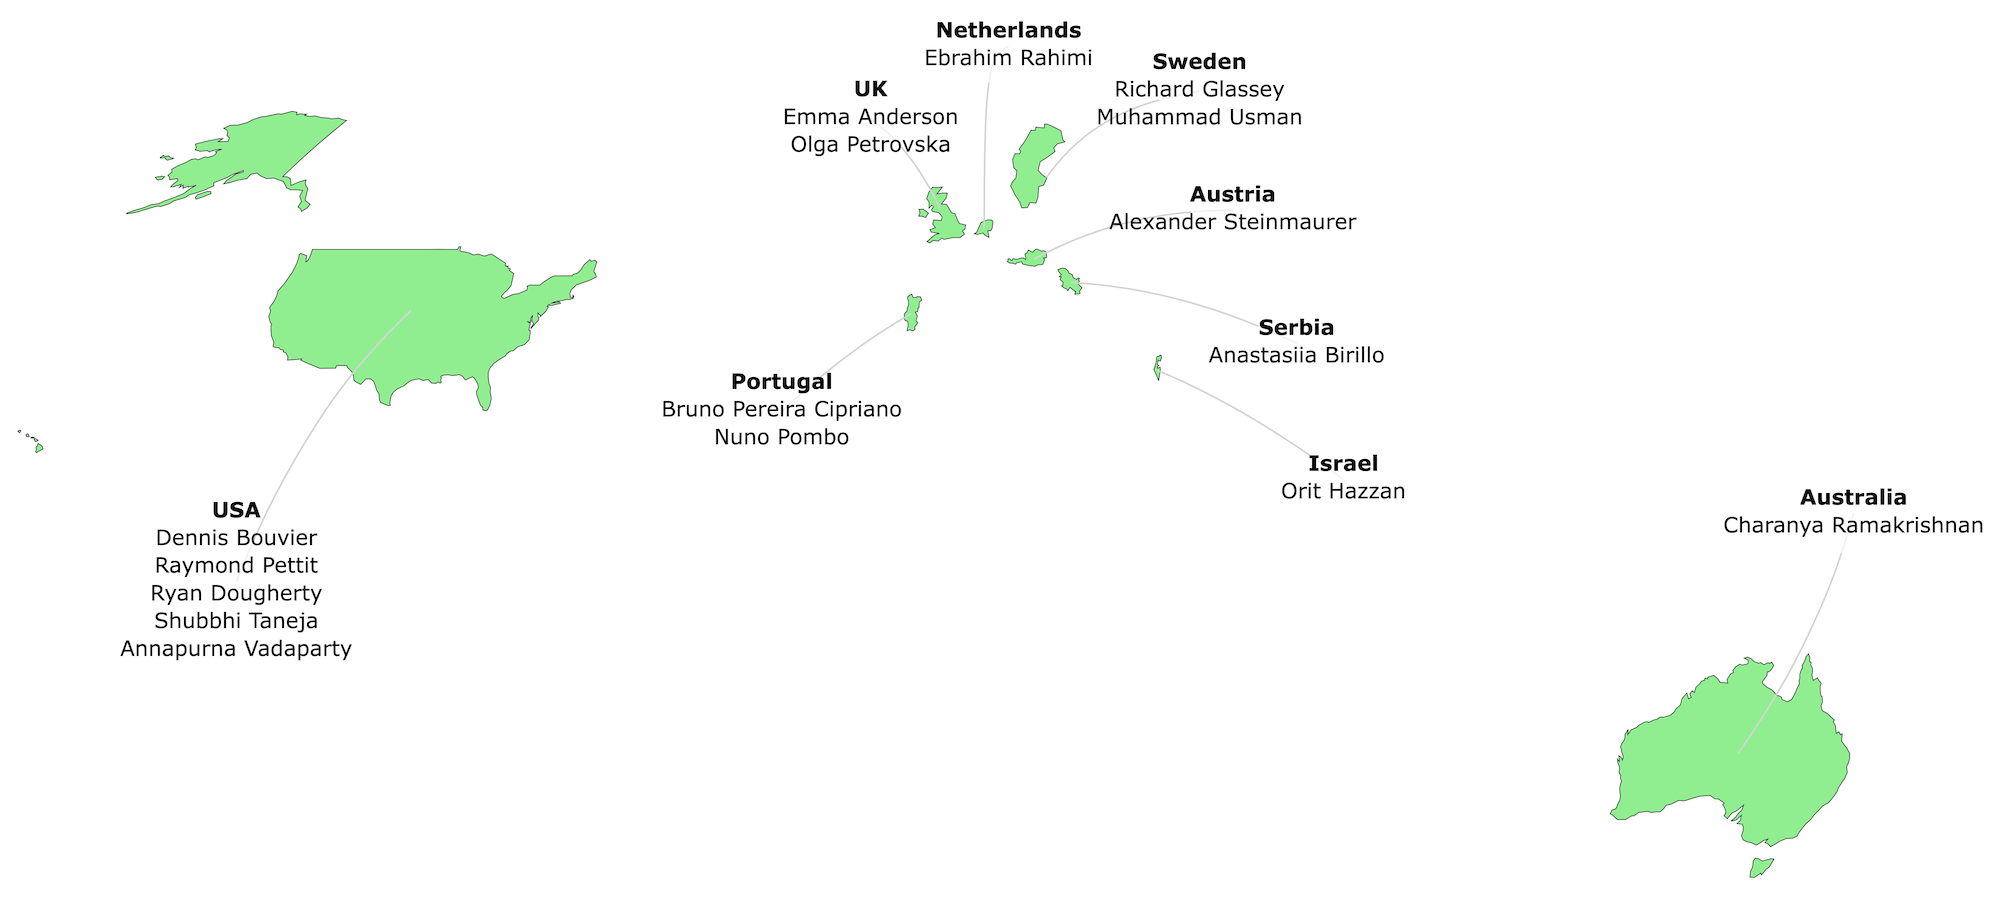 Netherlands
Ebrahim Rahimi
Sweden
Richard Glassey
Muhammad Usman
UK
Emma Anderson
Olga Petrovska
Austria
Alexander Steinmaurer
Serbia
Anastasiia Birillo
Portugal
Bruno Pereira Cipriano
Nuno Pombo
Israel
Orit Hazzan
USA
Dennis Bouvier
Raymond Pettit
Ryan Dougherty
Shubbhi Taneja
Annapurna Vadaparty
Australia
Charanya Ramakrishnan